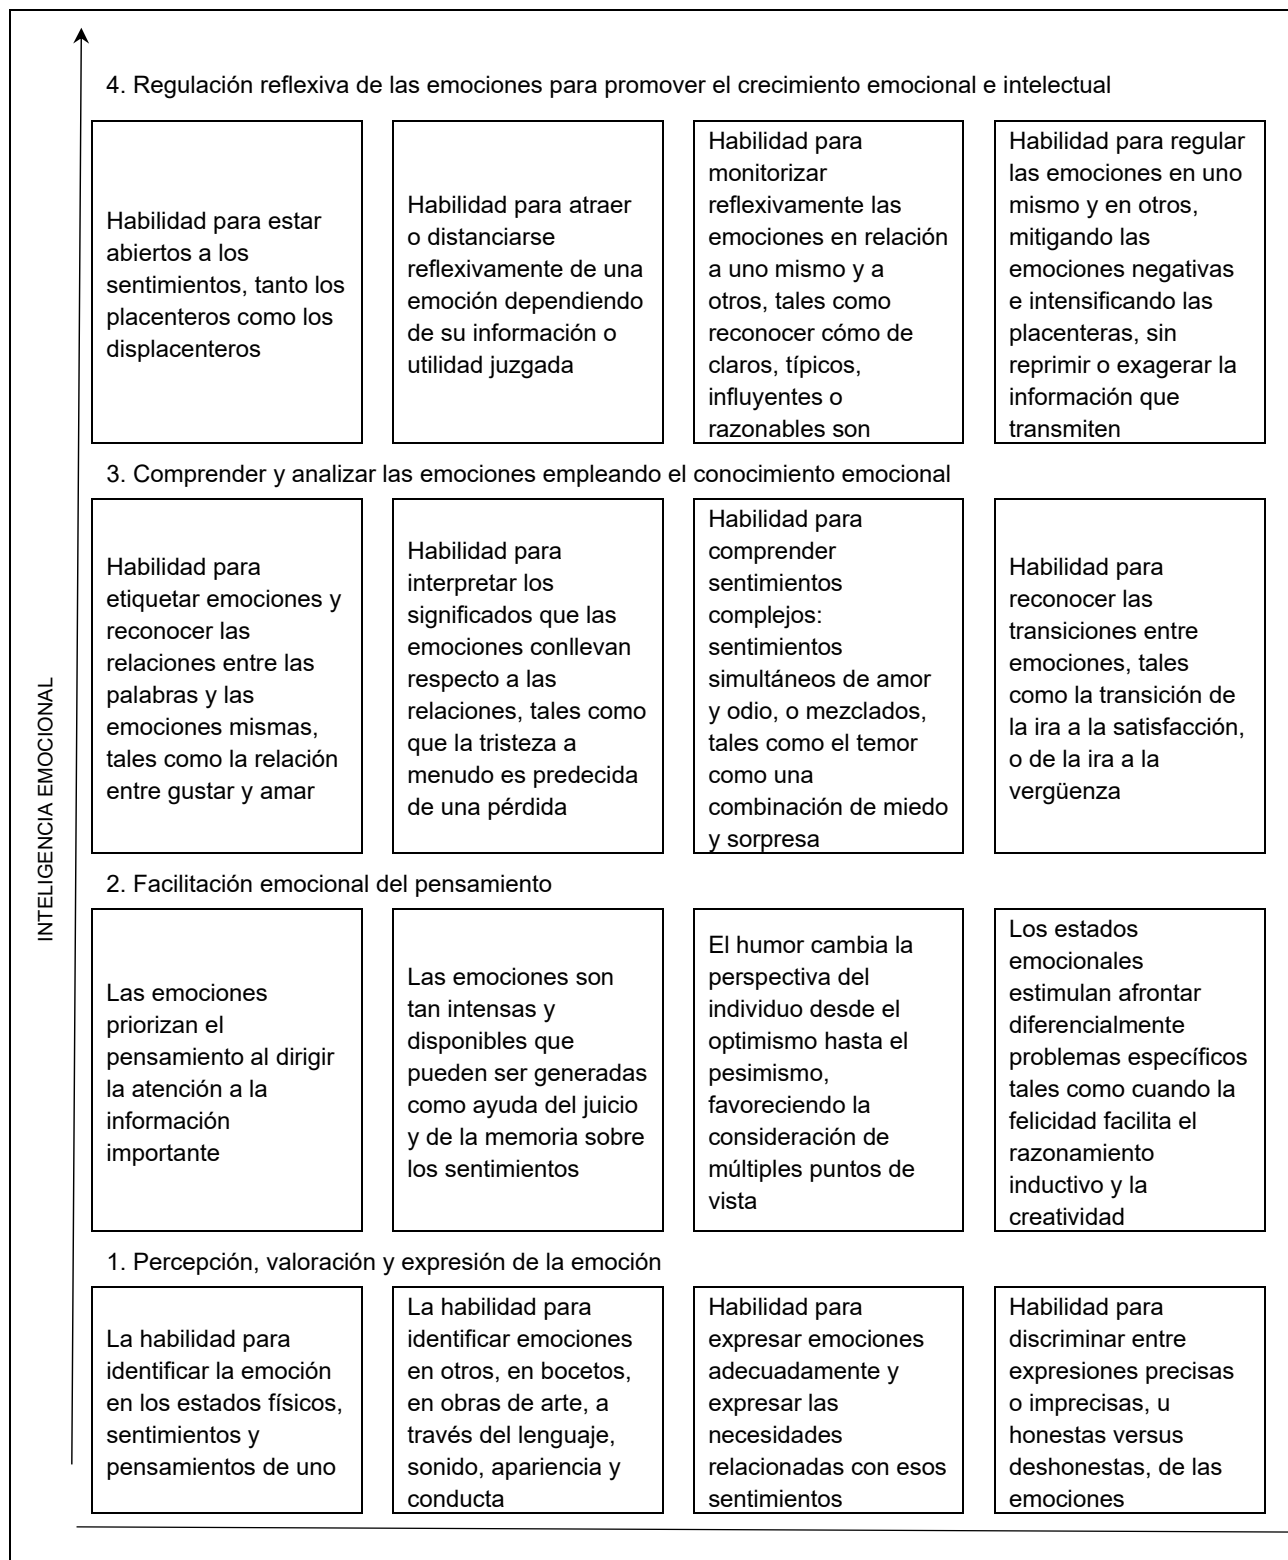 4. Regulación reflexiva de las emociones para promover el crecimiento emocional e intelectual
Habilidad para estar
abiertos a los
sentimientos, tanto los
placenteros como los
displacenteros
Habilidad para atraer
o distanciarse
reflexivamente de una
emoción dependiendo
de su información o
utilidad juzgada
Habilidad para
monitorizar
reflexivamente las
emociones en relación
a uno mismo y a
otros, tales como
reconocer cómo de
claros, típicos,
influyentes o
razonables son
Habilidad para regular
las emociones en uno
mismo y en otros,
mitigando las
emociones negativas
e intensificando las
placenteras, sin
reprimir o exagerar la
información que
transmiten
3. Comprender y analizar las emociones empleando el conocimiento emocional
Habilidad para
etiquetar emociones y
reconocer las
relaciones entre las
palabras y las
emociones mismas,
tales como la relación
entre gustar y amar
Habilidad para
interpretar los
significados que las
emociones conllevan
respecto a las
relaciones, tales como
que la tristeza a
menudo es predecida
de una pérdida
Habilidad para
comprender
sentimientos
complejos:
sentimientos
simultáneos de amor
y odio, o mezclados,
tales como el temor
como una
combinación de miedo
y sorpresa
Habilidad para
reconocer las
transiciones entre
emociones, tales
como la transición de
la ira a la satisfacción,
o de la ira a la
vergüenza
INTELIGENCIA EMOCIONAL
2. Facilitación emocional del pensamiento
Las emociones
priorizan el
pensamiento al dirigir
la atención a la
información
importante
Las emociones son
tan intensas y
disponibles que
pueden ser generadas
como ayuda del juicio
y de la memoria sobre
los sentimientos
El humor cambia la
perspectiva del
individuo desde el
optimismo hasta el
pesimismo,
favoreciendo la
consideración de
múltiples puntos de
vista
Los estados
emocionales
estimulan afrontar
diferencialmente
problemas específicos
tales como cuando la
felicidad facilita el
razonamiento
inductivo y la
creatividad
1. Percepción, valoración y expresión de la emoción
La habilidad para
identificar la emoción
en los estados físicos,
sentimientos y
pensamientos de uno
La habilidad para
identificar emociones
en otros, en bocetos,
en obras de arte, a
través del lenguaje,
sonido, apariencia y
conducta
Habilidad para
expresar emociones
adecuadamente y
expresar las
necesidades
relacionadas con esos
sentimientos
Habilidad para
discriminar entre
expresiones precisas
o imprecisas, u
honestas versus
deshonestas, de las
emociones